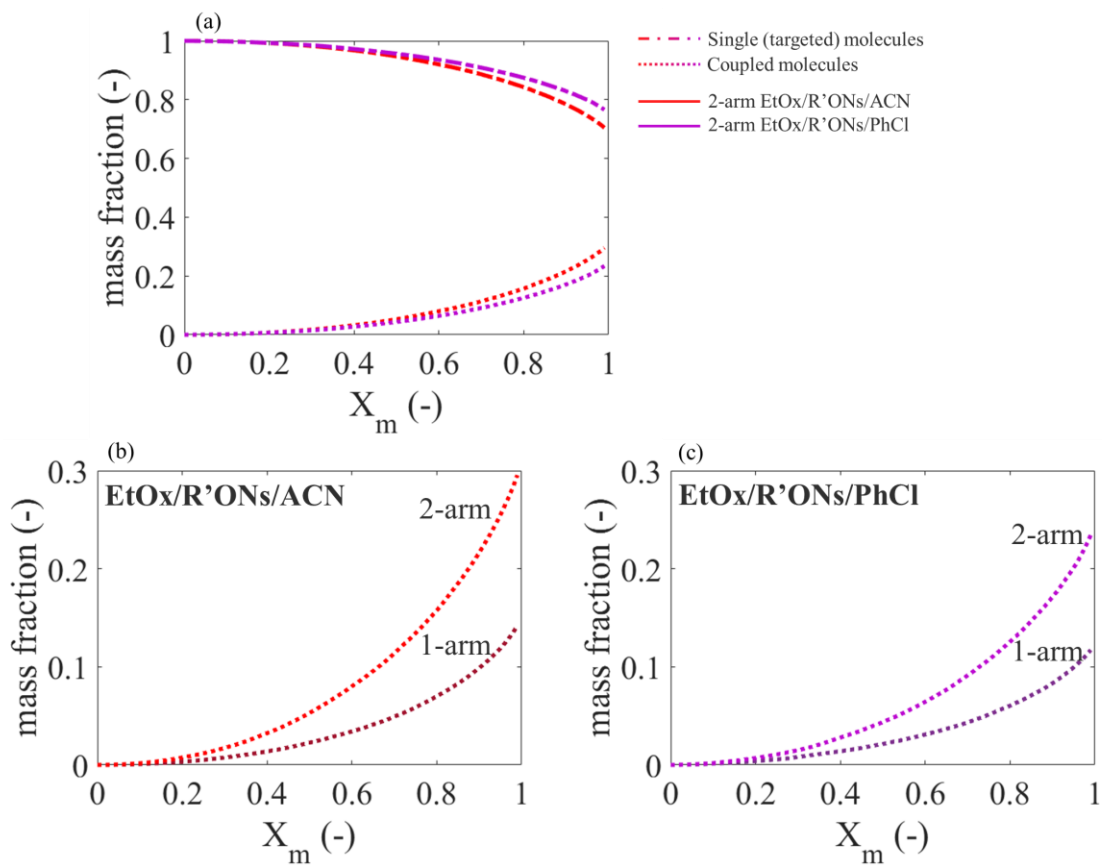 (a)
1
0.8
0.6
0.4
0.2
0
mass fraction (-)
0 0.2 0.4 0.6 0.8 1
X_m (-)
Single (targeted) molecules
Coupled molecules
2-arm EtOx/R'ONs/ACN
2-arm EtOx/R'ONs/PhCl
(b)
0.3
0.2
0.1
0
mass fraction (-)
EtOx/R'ONs/ACN
2-arm
1-arm
0 0.2 0.4 0.6 0.8 1
X_m (-)
(c)
0.3
0.2
0.1
0
mass fraction (-)
EtOx/R'ONs/PhCl
2-arm
1-arm
0 0.2 0.4 0.6 0.8 1
X_m (-)